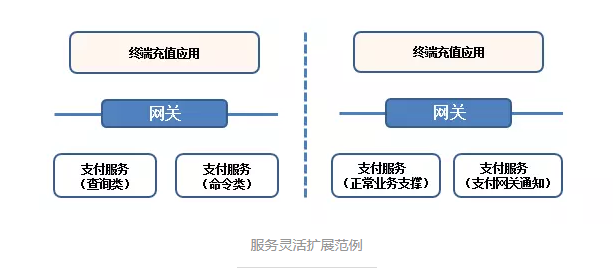 终端充值应用
终端充值应用
网关
网关
支付服务
（查询类）
支付服务
（命令类）
支付服务
（正常业务支撑）
支付服务
（支付网关通知）
服务灵活扩展范例